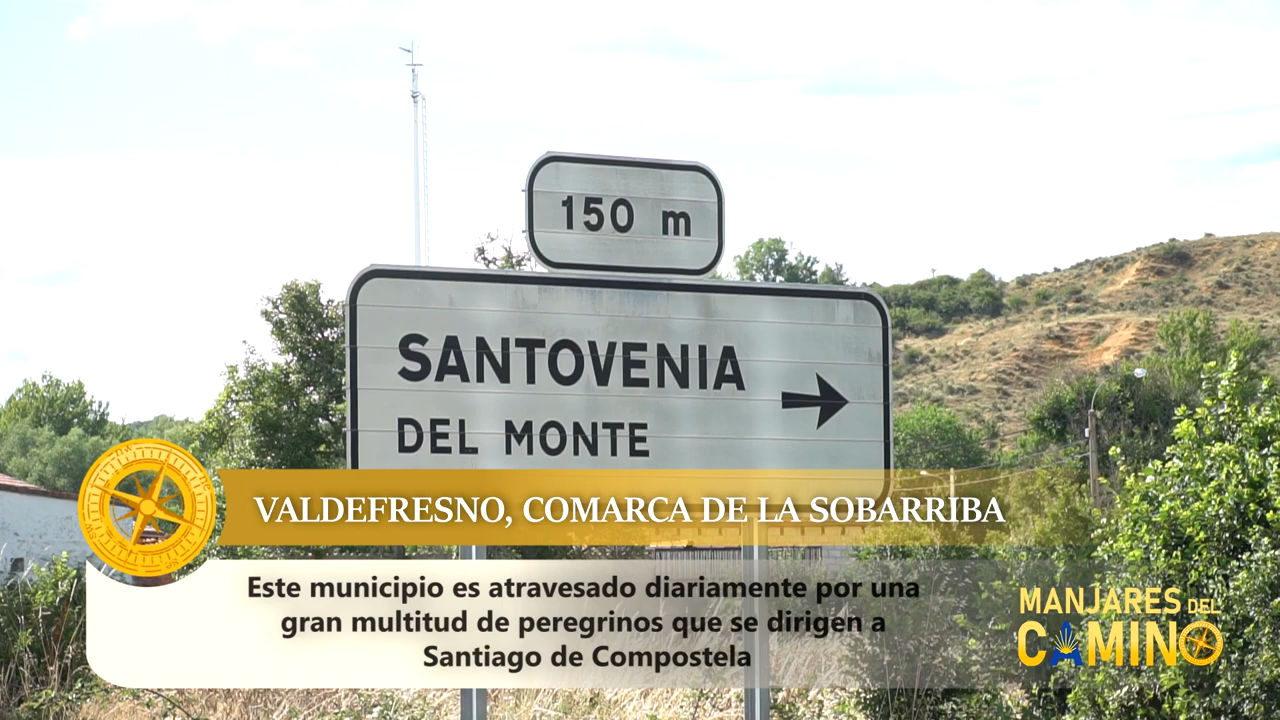 150 m
SANTOVENIA
DEL MONTE
VALDEFRESNO, COMARCA DE LA SOBARRIBA
Este municipio es atravesado diariamente por una
gran multitud de peregrinos que se dirigen a
Santiago de Compostela
MANJARES DEL
CAMINO